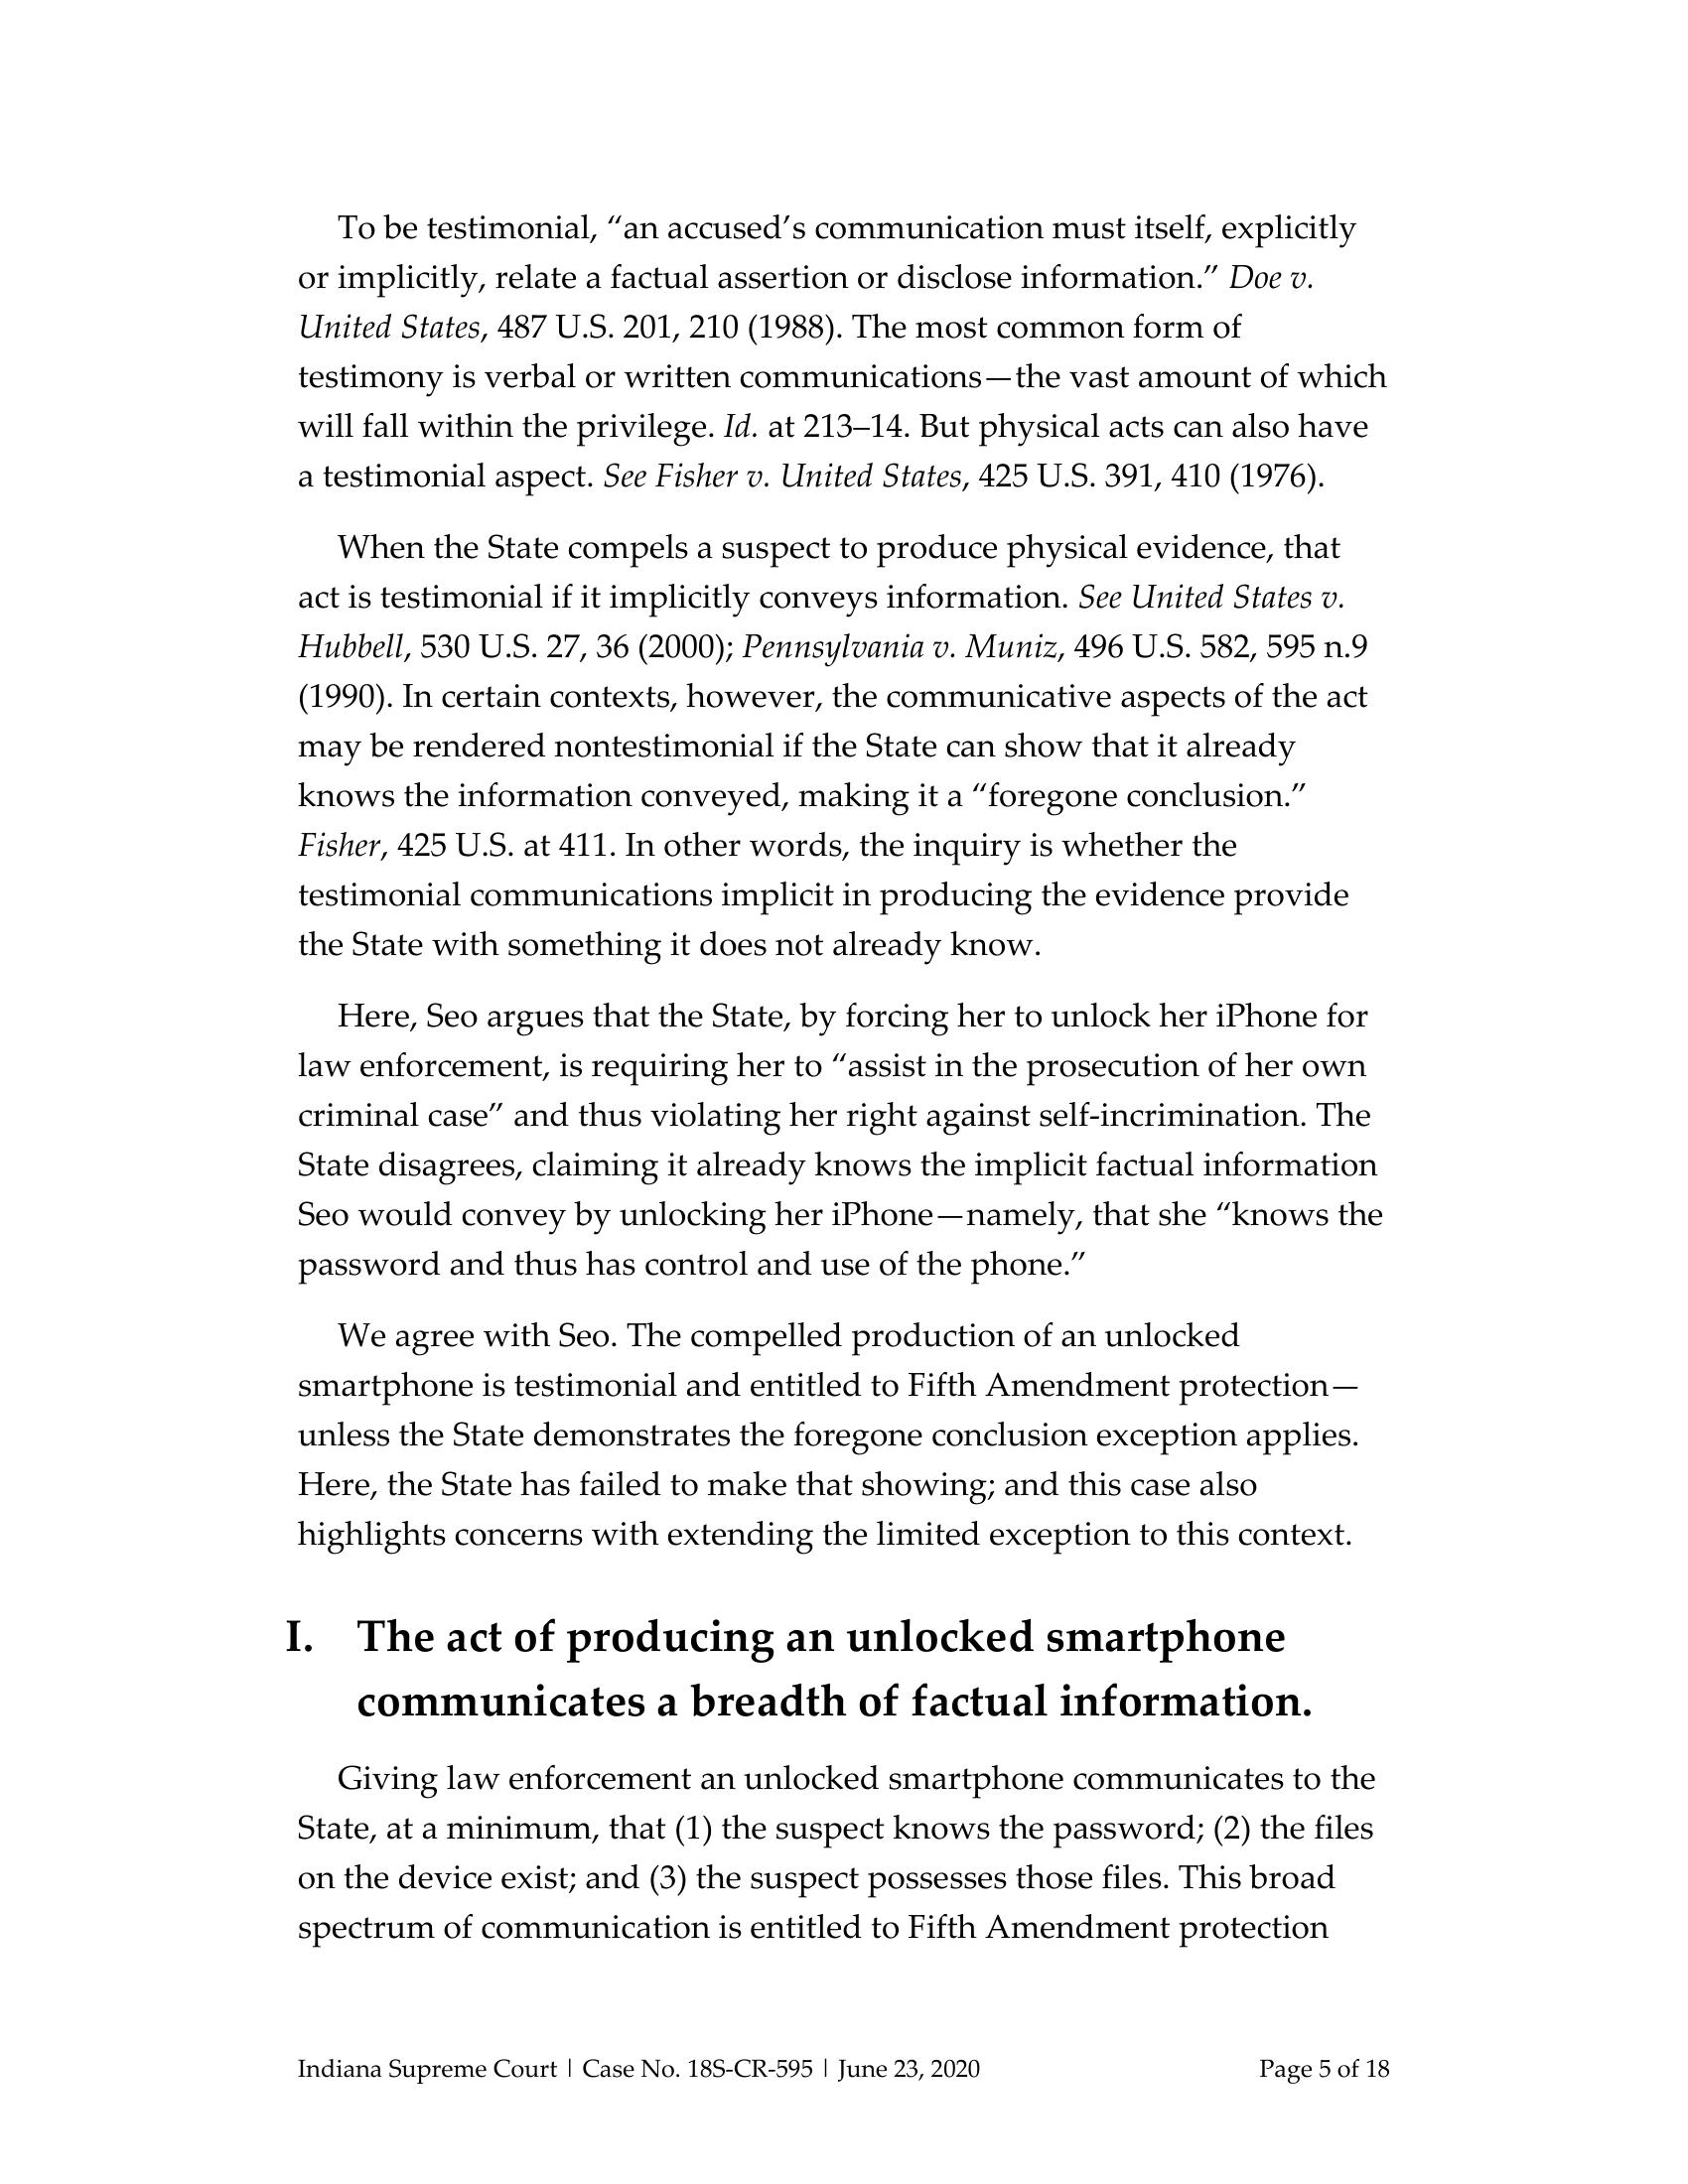 To be testimonial, “an accused’s communication must itself, explicitly
or implicitly, relate a factual assertion or disclose information.” Doe v.
United States, 487 U.S. 201, 210 (1988). The most common form of
testimony is verbal or written communications—the vast amount of which
will fall within the privilege. Id. at 213–14. But physical acts can also have
a testimonial aspect. See Fisher v. United States, 425 U.S. 391, 410 (1976).
When the State compels a suspect to produce physical evidence, that
act is testimonial if it implicitly conveys information. See United States v.
Hubbell, 530 U.S. 27, 36 (2000); Pennsylvania v. Muniz, 496 U.S. 582, 595 n.9
(1990). In certain contexts, however, the communicative aspects of the act
may be rendered nontestimonial if the State can show that it already
knows the information conveyed, making it a “foregone conclusion.”
Fisher, 425 U.S. at 411. In other words, the inquiry is whether the
testimonial communications implicit in producing the evidence provide
the State with something it does not already know.
Here, Seo argues that the State, by forcing her to unlock her iPhone for
law enforcement, is requiring her to “assist in the prosecution of her own
criminal case” and thus violating her right against self-incrimination. The
State disagrees, claiming it already knows the implicit factual information
Seo would convey by unlocking her iPhone—namely, that she “knows the
password and thus has control and use of the phone.”
We agree with Seo. The compelled production of an unlocked
smartphone is testimonial and entitled to Fifth Amendment protection—
unless the State demonstrates the foregone conclusion exception applies.
Here, the State has failed to make that showing; and this case also
highlights concerns with extending the limited exception to this context.
I. The act of producing an unlocked smartphone
communicates a breadth of factual information.
Giving law enforcement an unlocked smartphone communicates to the
State, at a minimum, that (1) the suspect knows the password; (2) the files
on the device exist; and (3) the suspect possesses those files. This broad
spectrum of communication is entitled to Fifth Amendment protection
Indiana Supreme Court | Case No. 18S-CR-595 | June 23, 2020 Page 5 of 18